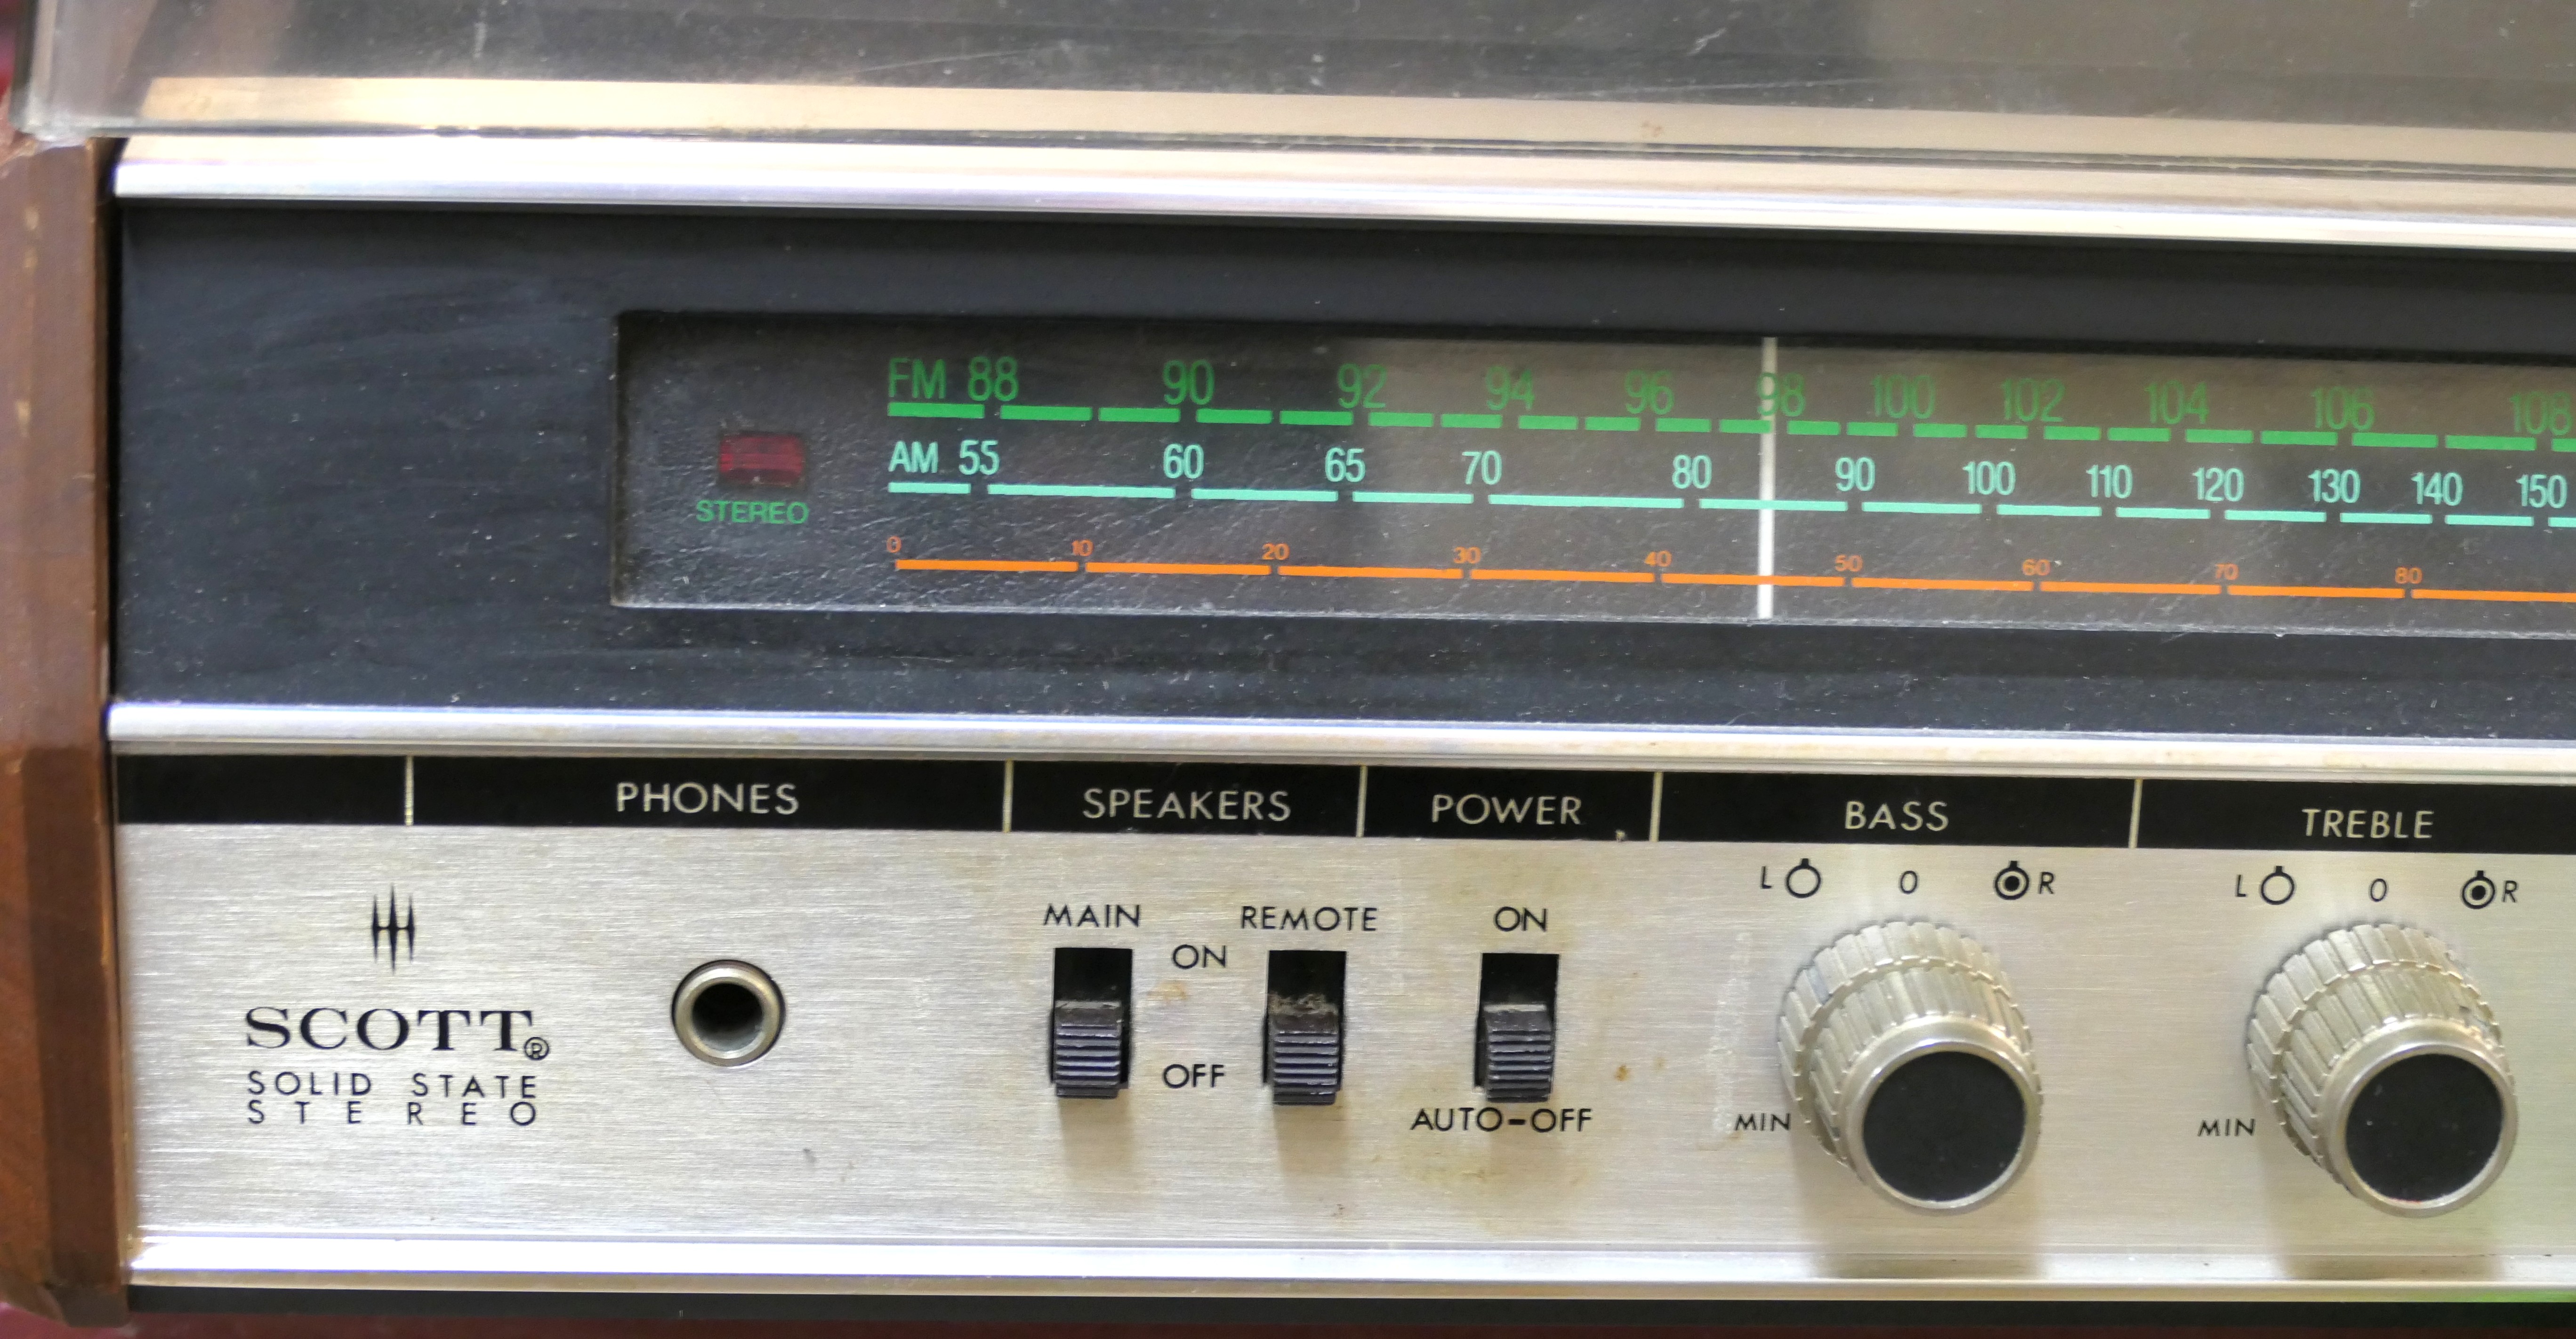 FM 88 90 92 94 96 98 100 102 104 106 108
AM 55 60 65 70 80 90 100 110 120 130 140 150
STEREO
0 10 20 30 40 50 60 70 80
PHONES SPEAKERS POWER BASS TREBLE
L 0 R L 0 R
MAIN REMOTE ON
ON
SCOTT®
OFF
SOLID STATE
STEREO
AUTO-OFF MIN MIN